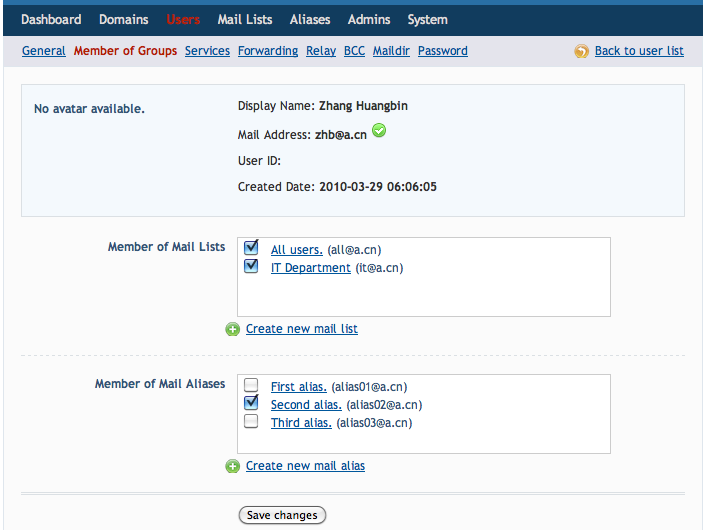 Dashboard Domains Users Mail Lists Aliases Admins System
General Member of Groups Services Forwarding Relay BCC Maildir Password Back to user list
No avatar available.
Display Name: Zhang Huangbin
Mail Address: zhb@a.cn
User ID:
Created Date: 2010-03-29 06:06:05
Member of Mail Lists
All users. (all@a.cn)
IT Department (it@a.cn)
Create new mail list
Member of Mail Aliases
First alias. (alias01@a.cn)
Second alias. (alias02@a.cn)
Third alias. (alias03@a.cn)
Create new mail alias
Save changes